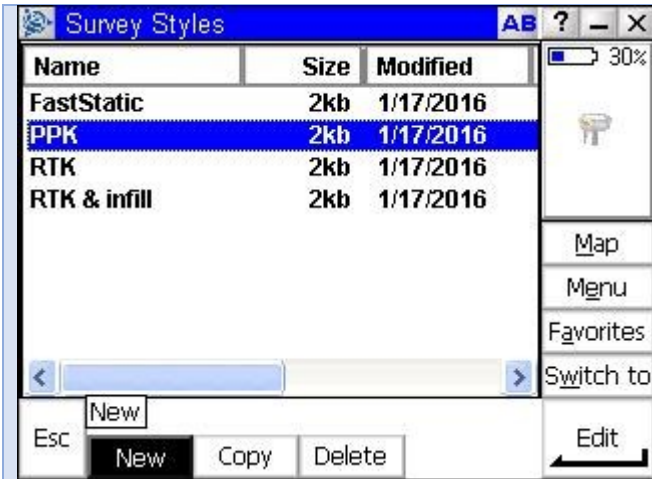 Survey Styles AB ? – X
Name Size Modified
30%
FastStatic 2kb 1/17/2016
PPK 2kb 1/17/2016
RTK 2kb 1/17/2016
RTK & infill 2kb 1/17/2016
Map
Menu
Favorites
Switch to
New
Esc New Copy Delete Edit